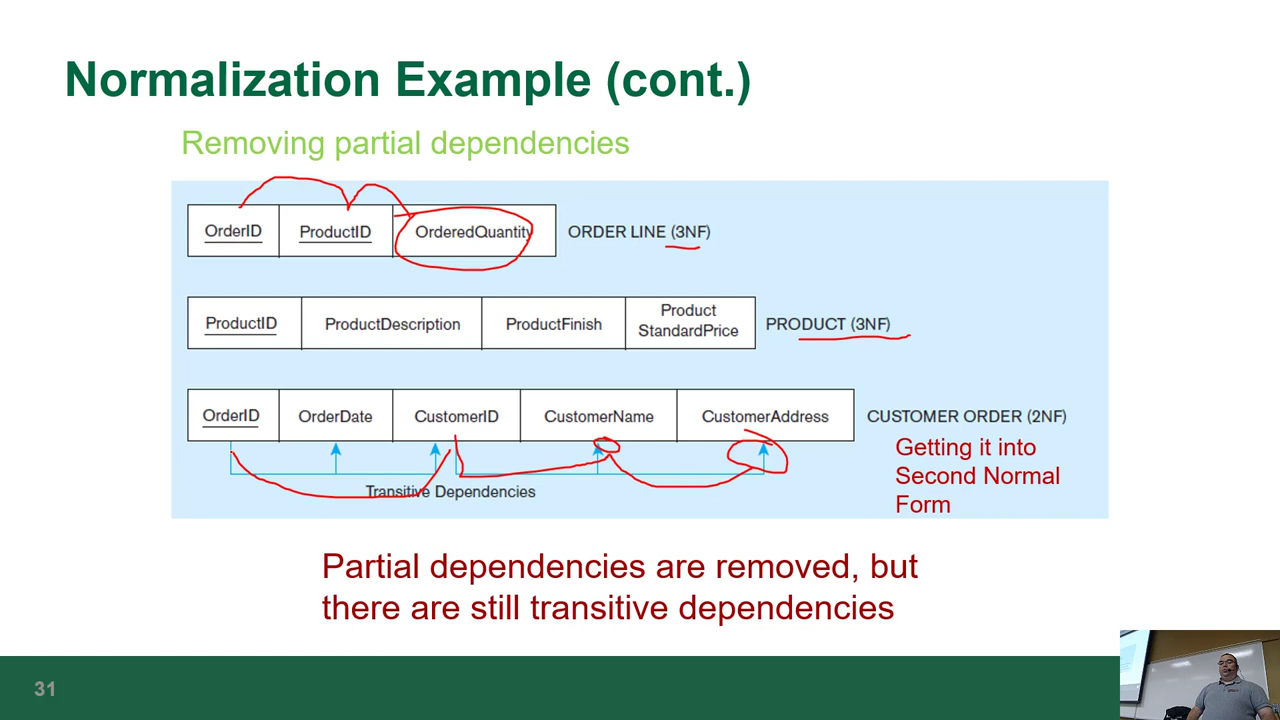 Normalization Example (cont.)
Removing partial dependencies
OrderID ProductID OrderedQuantity ORDER LINE (3NF)
ProductID ProductDescription ProductFinish Product StandardPrice PRODUCT (3NF)
OrderID OrderDate CustomerID CustomerName CustomerAddress CUSTOMER ORDER (2NF)
Transitive Dependencies
Getting it into
Second Normal
Form
Partial dependencies are removed, but
there are still transitive dependencies
31